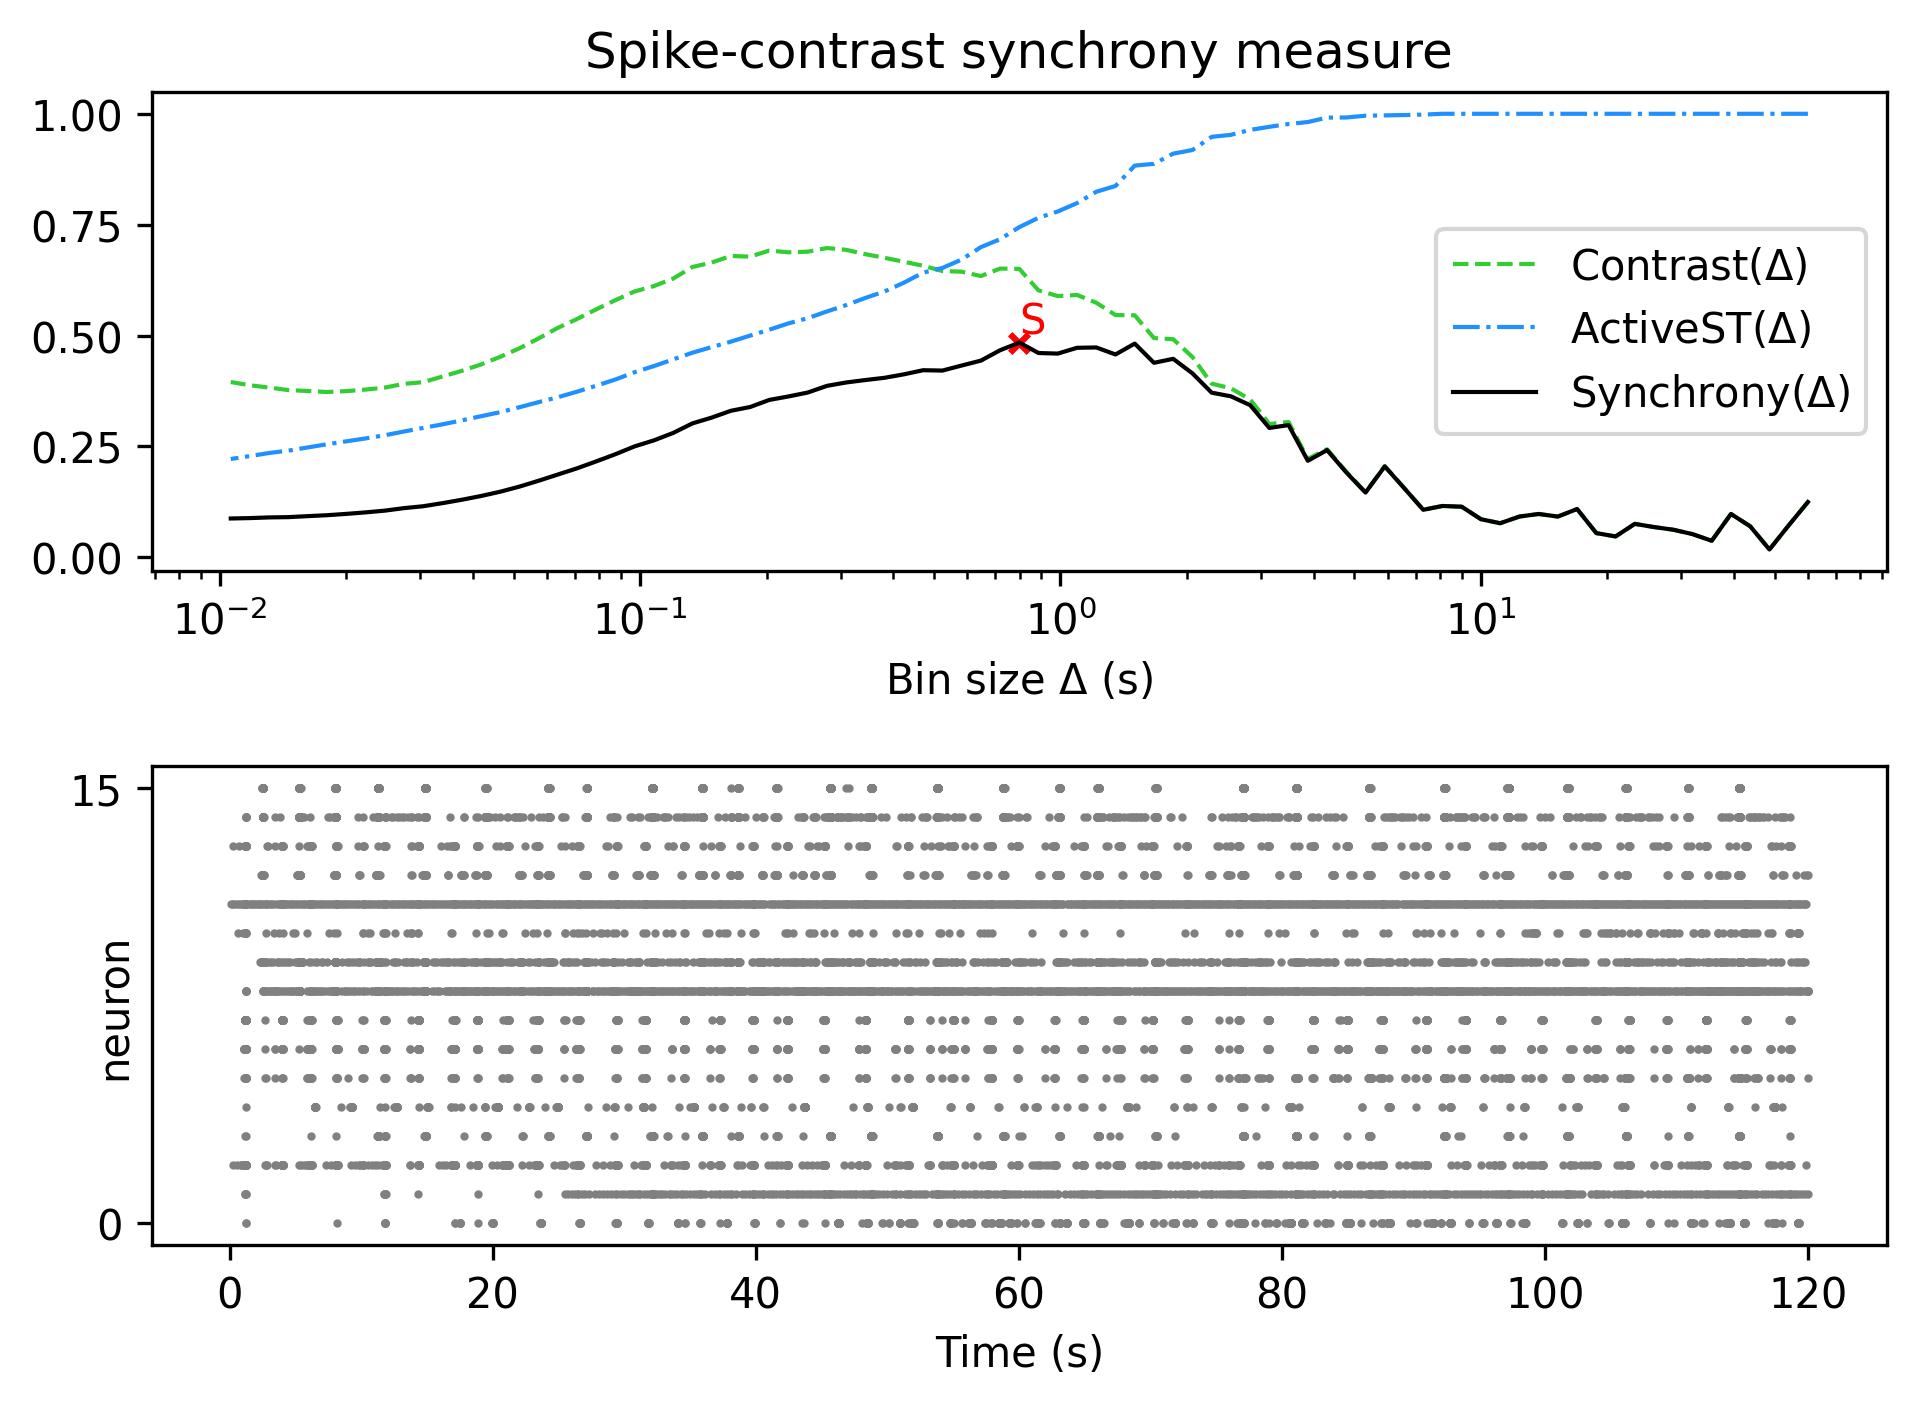 Spike-contrast synchrony measure
1.00
0.75
0.50
0.25
0.00
S
Contrast(Δ)
ActiveST(Δ)
Synchrony(Δ)
10⁻² 10⁻¹ 10⁰ 10¹
Bin size Δ (s)
15
neuron
0
0 20 40 60 80 100 120
Time (s)